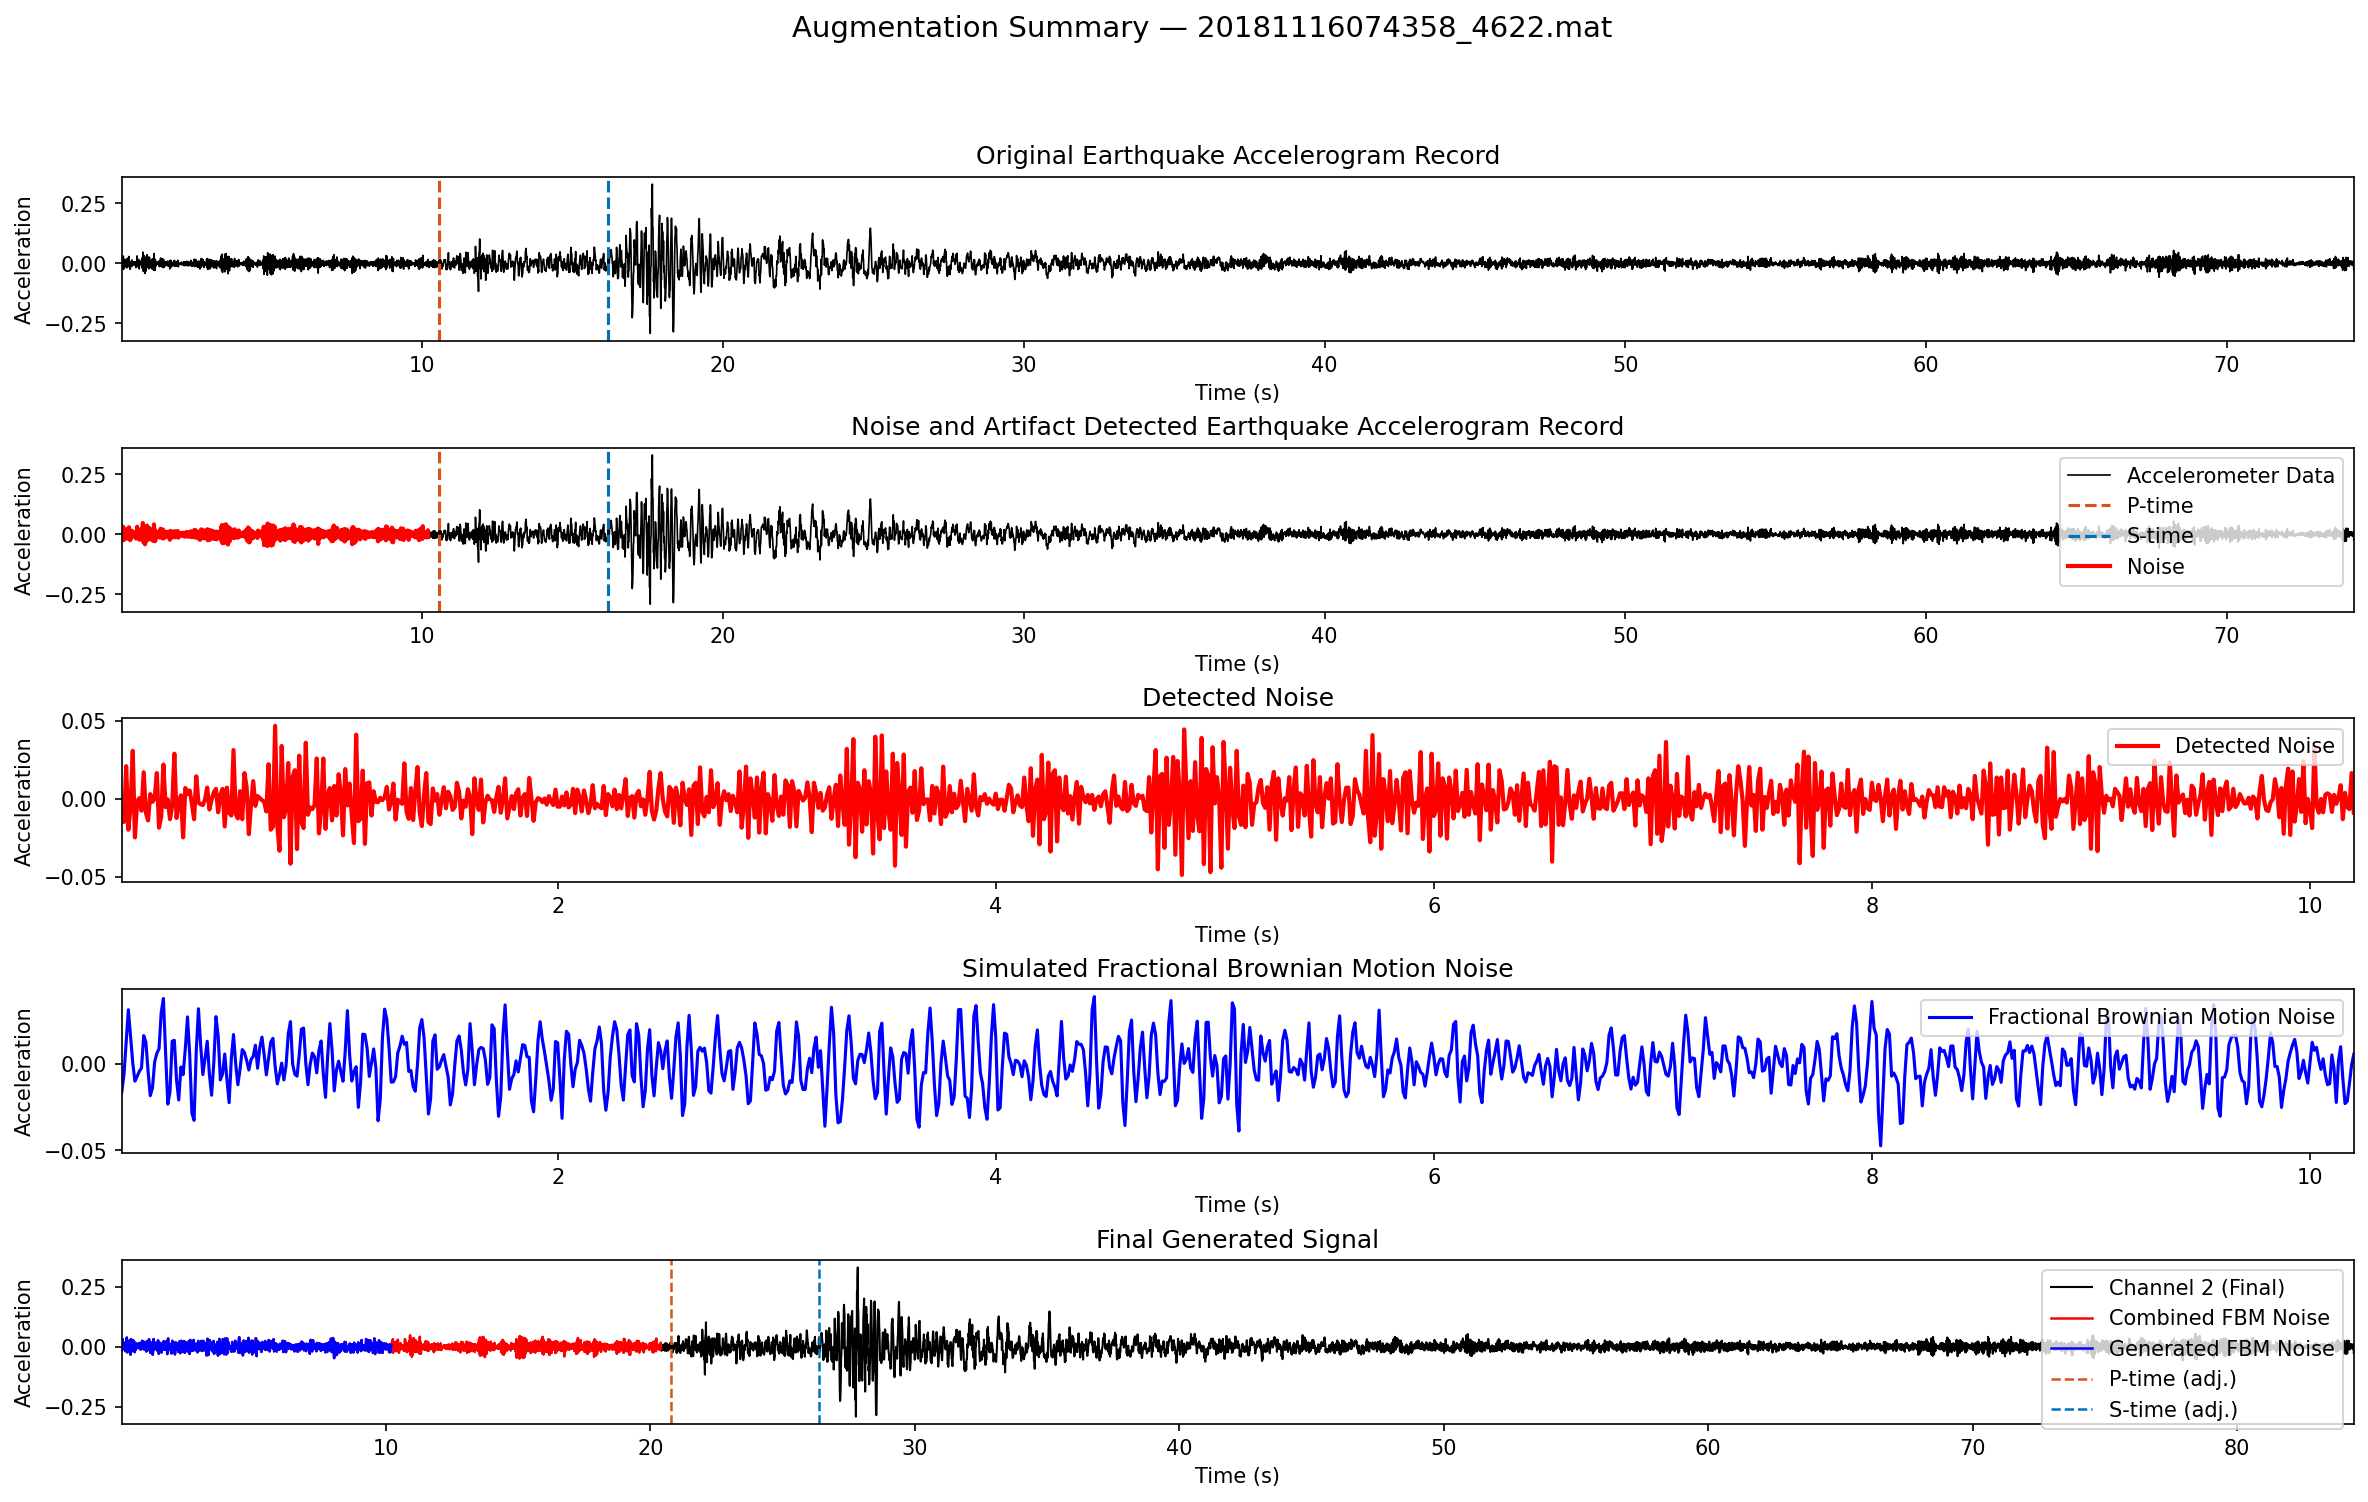 Augmentation Summary — 20181116074358_4622.mat
Original Earthquake Accelerogram Record
Acceleration
0.25
0.00
−0.25
10 20 30 40 50 60 70
Time (s)
Noise and Artifact Detected Earthquake Accelerogram Record
Acceleration
0.25
0.00
−0.25
Accelerometer Data
P-time
S-time
Noise
10 20 30 40 50 60 70
Time (s)
Detected Noise
Acceleration
0.05
0.00
−0.05
Detected Noise
2 4 6 8 10
Time (s)
Simulated Fractional Brownian Motion Noise
Acceleration
0.00
−0.05
Fractional Brownian Motion Noise
2 4 6 8 10
Time (s)
Final Generated Signal
Acceleration
0.25
0.00
−0.25
Channel 2 (Final)
Combined FBM Noise
Generated FBM Noise
P-time (adj.)
S-time (adj.)
10 20 30 40 50 60 70 80
Time (s)